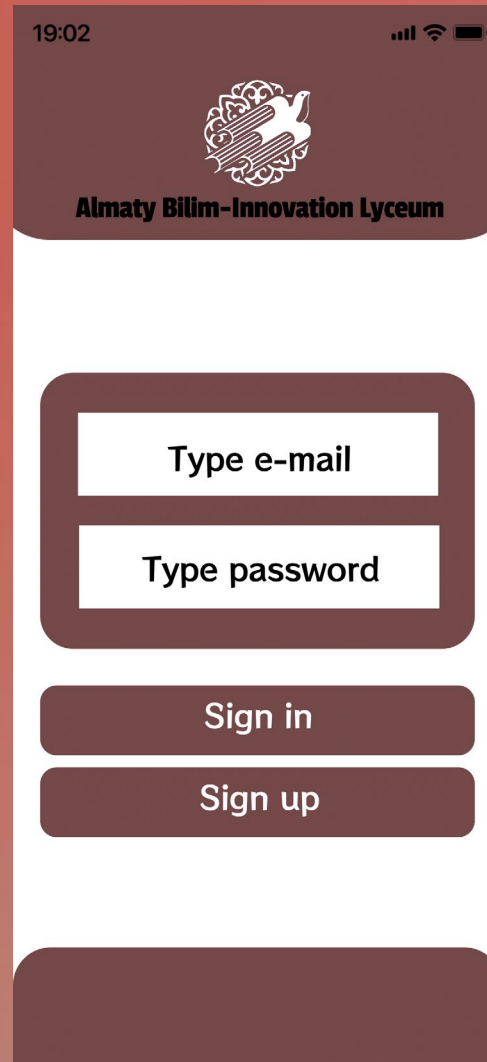 19:02
Almaty Bilim-Innovation Lyceum
Type e-mail
Type password
Sign in
Sign up